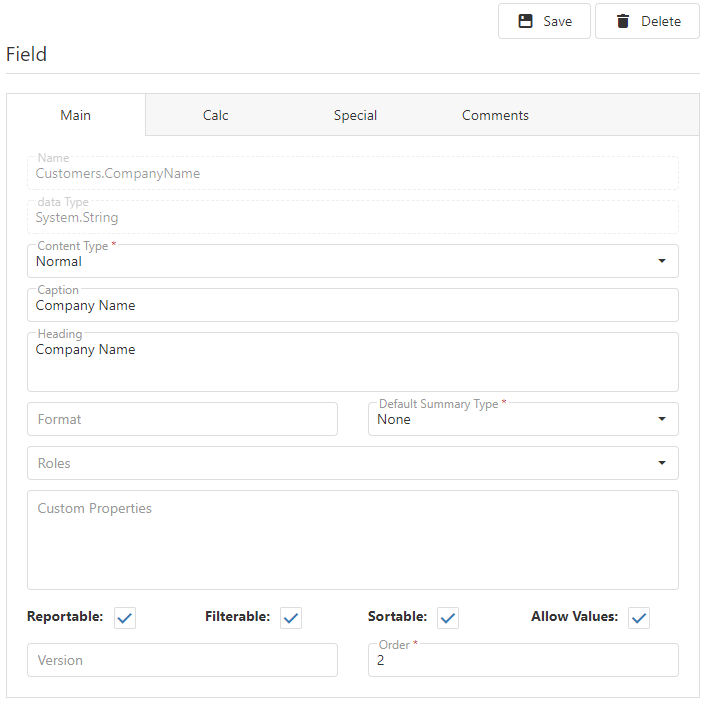 Save Delete
Field
Main Calc Special Comments
Name
Customers.CompanyName
data Type
System.String
Content Type *
Normal
Caption
Company Name
Heading
Company Name
Format Default Summary Type *
None
Roles
Custom Properties
Reportable: Filterable: Sortable: Allow Values:
Version Order *
2